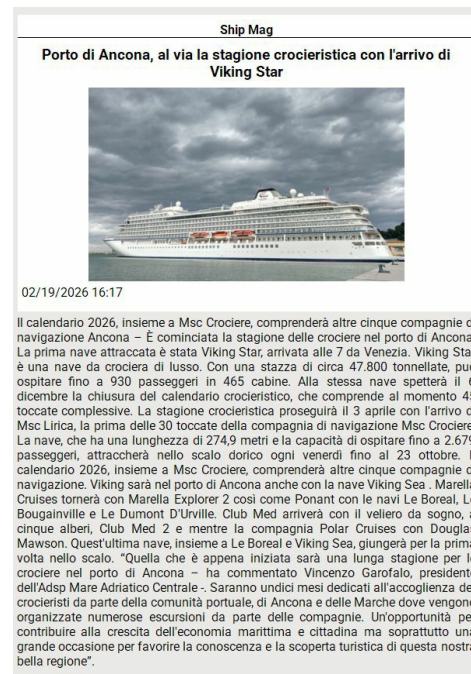 Ship Mag
Porto di Ancona, al via la stagione crocieristica con l'arrivo di
Viking Star
02/19/2026 16:17
Il calendario 2026, insieme a Msc Crociere, comprenderà altre cinque compagnie
navigazione Ancona – È cominciata la stagione delle crociere nel porto di Ancona
La prima nave attraccata è stata Viking Star, arrivata alle 7 da Venezia. Viking
è una nave da crociera di lusso. Con una stazza di circa 47.800 tonnellate,
ospitare fino a 930 passeggeri in 465 cabine. Alla stessa nave spetterà il
dicembre la chiusura del calendario crocieristico, che comprende al momento
toccate complessive. La stagione crocieristica proseguirà il 3 aprile con l'arrivo
Msc Lirica, la prima delle 30 toccate della compagnia di navigazione Msc Crociere
La nave, che ha una lunghezza di 274,9 metri e la capacità di ospitare fino a 2.679
passeggeri, attraccherà nello scalo dorico ogni venerdì fino al 23 ottobre.
calendario 2026, insieme a Msc Crociere, comprenderà altre cinque compagnie
navigazione. Viking sarà nel porto di Ancona anche con la nave Viking Sea . Marella
Cruises tornerà con Marella Explorer 2 così come Ponant con le navi Le Boreal,
Bougainville e Le Dumont D'Urville. Club Med arriverà con il veliero da sogno,
cinque alberi, Club Med 2 e mentre la compagnia Polar Cruises con
Mawson. Quest'ultima nave, insieme a Le Boreal e Viking Sea, giungerà per la
volta nello scalo. “Quella che è appena iniziata sarà una lunga stagione per
crociere nel porto di Ancona – ha commentato Vincenzo Garofalo,
dell'Adsp Mare Adriatico Centrale -. Saranno undici mesi dedicati all'accoglienza
crocieristi da parte della comunità portuale, di Ancona e delle Marche dove
organizzate numerose escursioni da parte delle compagnie. Un'opportunità
contribuire alla crescita dell'economia marittima e cittadina ma soprattutto
grande occasione per favorire la conoscenza e la scoperta turistica di questa
bella regione”.